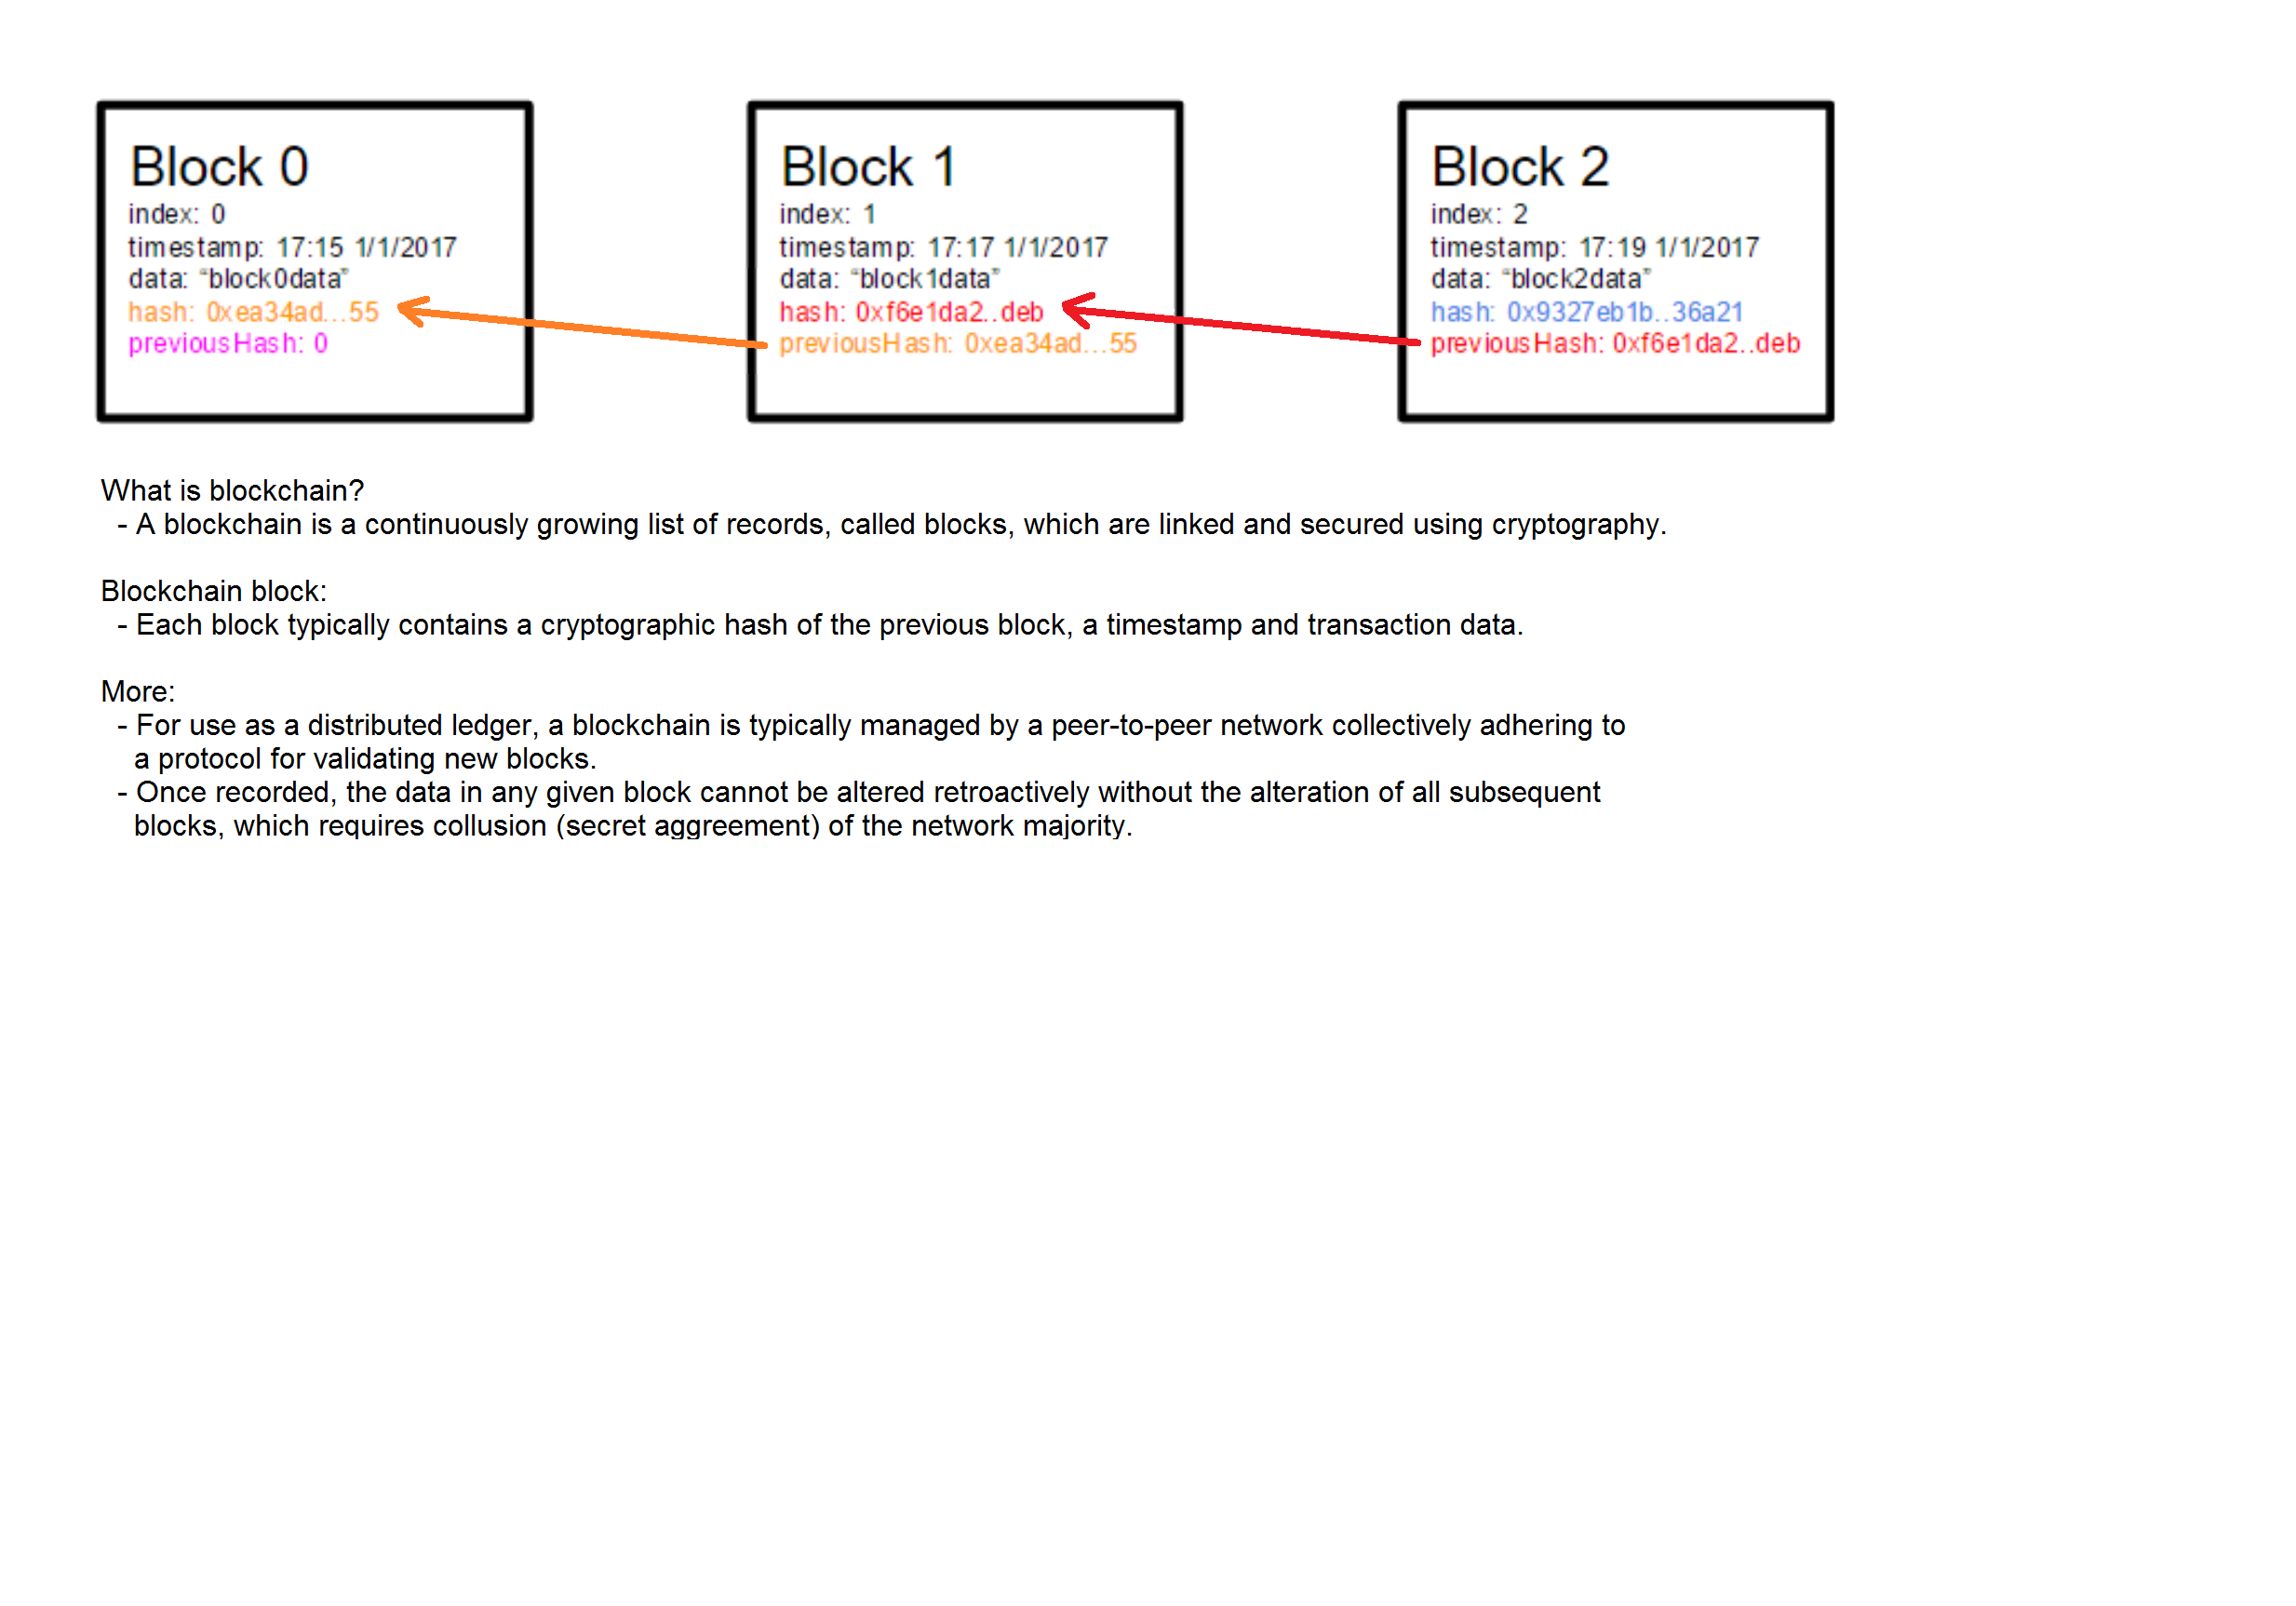 Block 0
index: 0
timestamp: 17:15 1/1/2017
data: “block0data”
hash: 0xea34ad...55
previousHash: 0
Block 1
index: 1
timestamp: 17:17 1/1/2017
data: “block1data”
hash: 0xf6e1da2..deb
previousHash: 0xea34ad...55
Block 2
index: 2
timestamp: 17:19 1/1/2017
data: “block2data”
hash: 0x9327eb1b..36a21
previousHash: 0xf6e1da2..deb
What is blockchain?
- A blockchain is a continuously growing list of records, called blocks, which are linked and secured using cryptography.
Blockchain block:
- Each block typically contains a cryptographic hash of the previous block, a timestamp and transaction data.
More:
- For use as a distributed ledger, a blockchain is typically managed by a peer-to-peer network collectively adhering to
a protocol for validating new blocks.
- Once recorded, the data in any given block cannot be altered retroactively without the alteration of all subsequent
blocks, which requires collusion (secret aggreement) of the network majority.